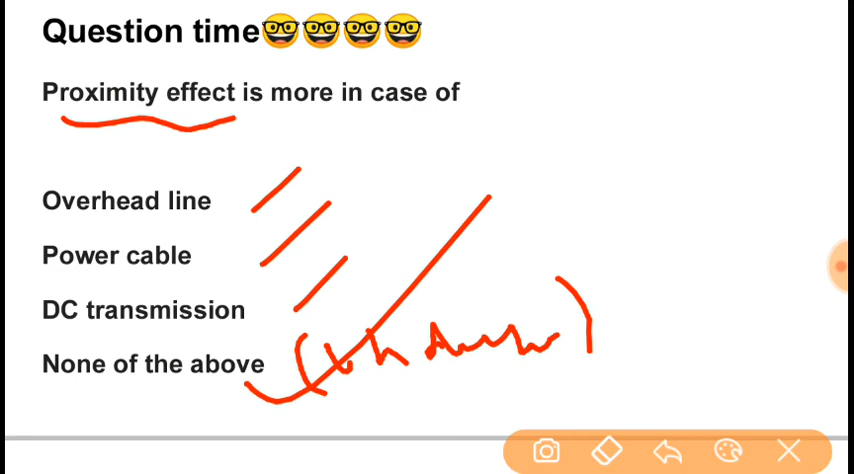 Question time🤓🤓🤓🤓
Proximity effect is more in case of
Overhead line
Power cable
DC transmission
None of the above